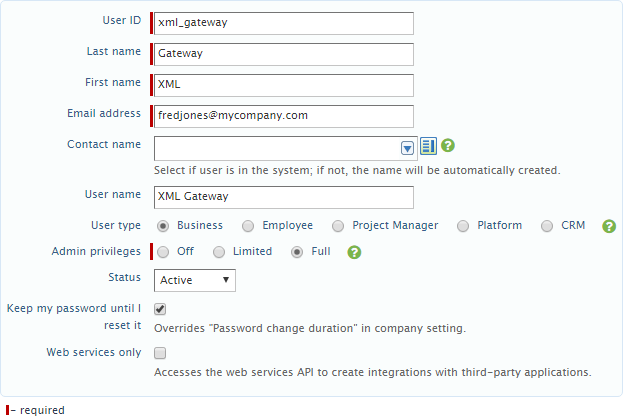 User ID xml_gateway
Last name Gateway
First name XML
Email address fredjones@mycompany.com
Contact name ?
Select if user is in the system; if not, the name will be automatically created.
User name XML Gateway
User type Business Employee Project Manager Platform CRM ?
Admin privileges Off Limited Full ?
Status Active
Keep my password until I
reset it
Overrides "Password change duration" in company setting.
Web services only
Accesses the web services API to create integrations with third-party applications.
- required